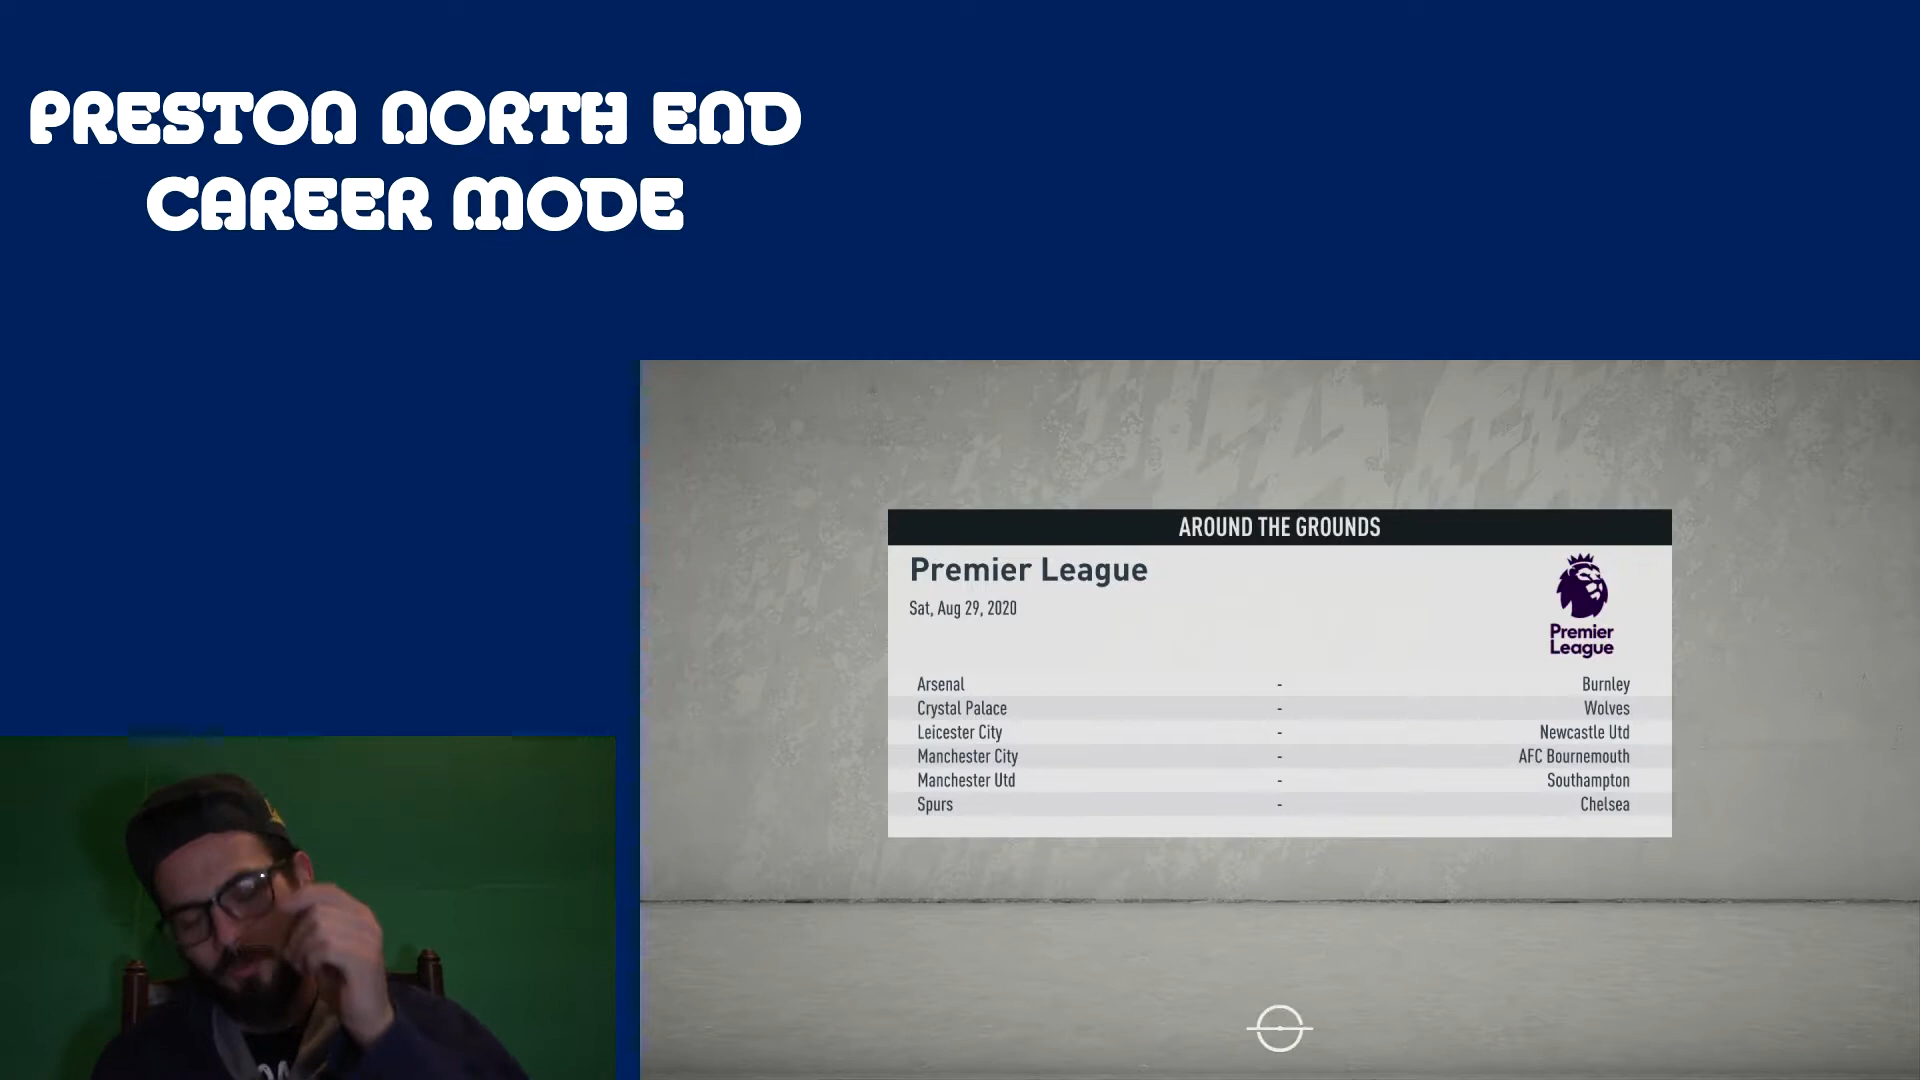 PRESTON NORTH END
CAREER MODE
AROUND THE GROUNDS
Premier League
Sat, Aug 29, 2020
Premier
League
Arsenal - Burnley
Crystal Palace - Wolves
Leicester City - Newcastle Utd
Manchester City - AFC Bournemouth
Manchester Utd - Southampton
Spurs - Chelsea